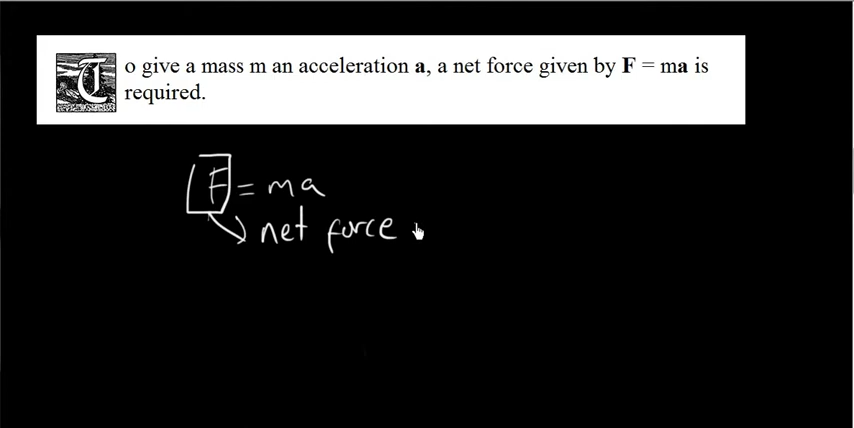 To give a mass m an acceleration a, a net force given by F = ma is
required.
F = ma
net force